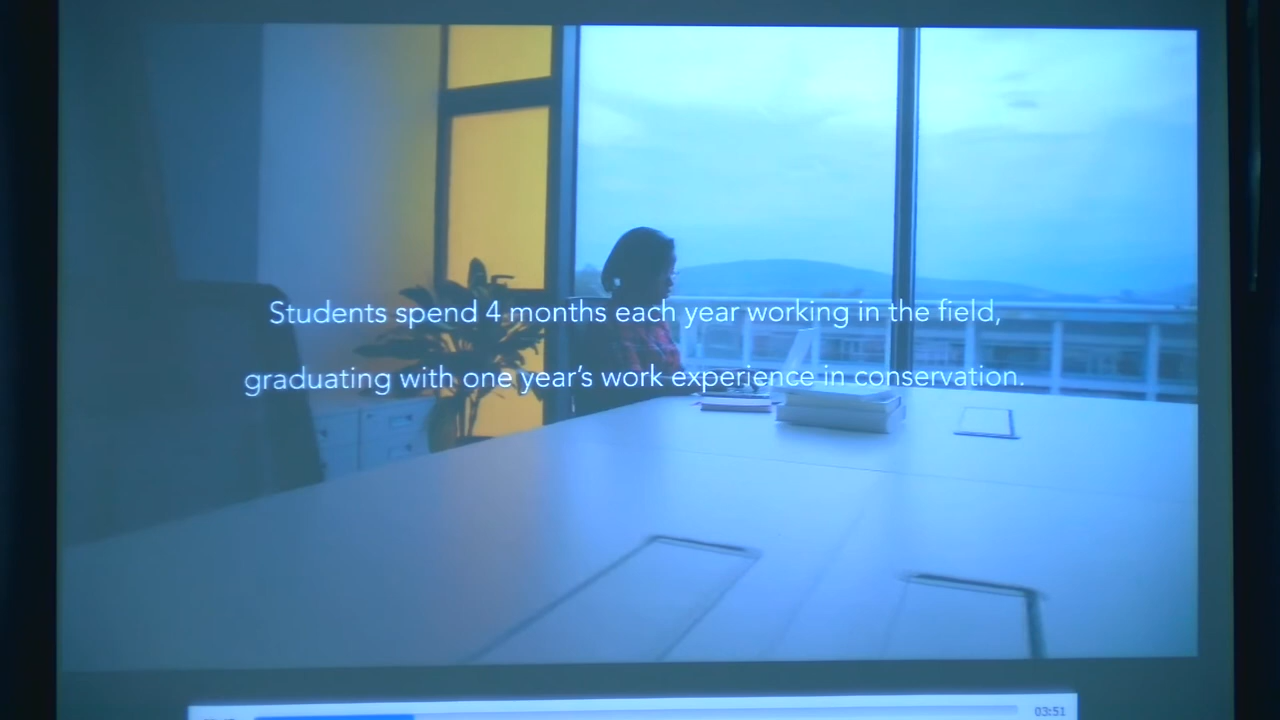 Students spend 4 months each year working in the field,
graduating with one year's work experience in conservation.
03:51